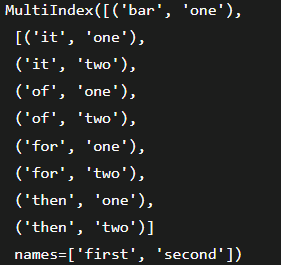 MultiIndex([('bar', 'one'),
[('it', 'one'),
('it', 'two'),
('of', 'one'),
('of', 'two'),
('for', 'one'),
('for', 'two'),
('then', 'one'),
('then', 'two')]
names=['first', 'second'])